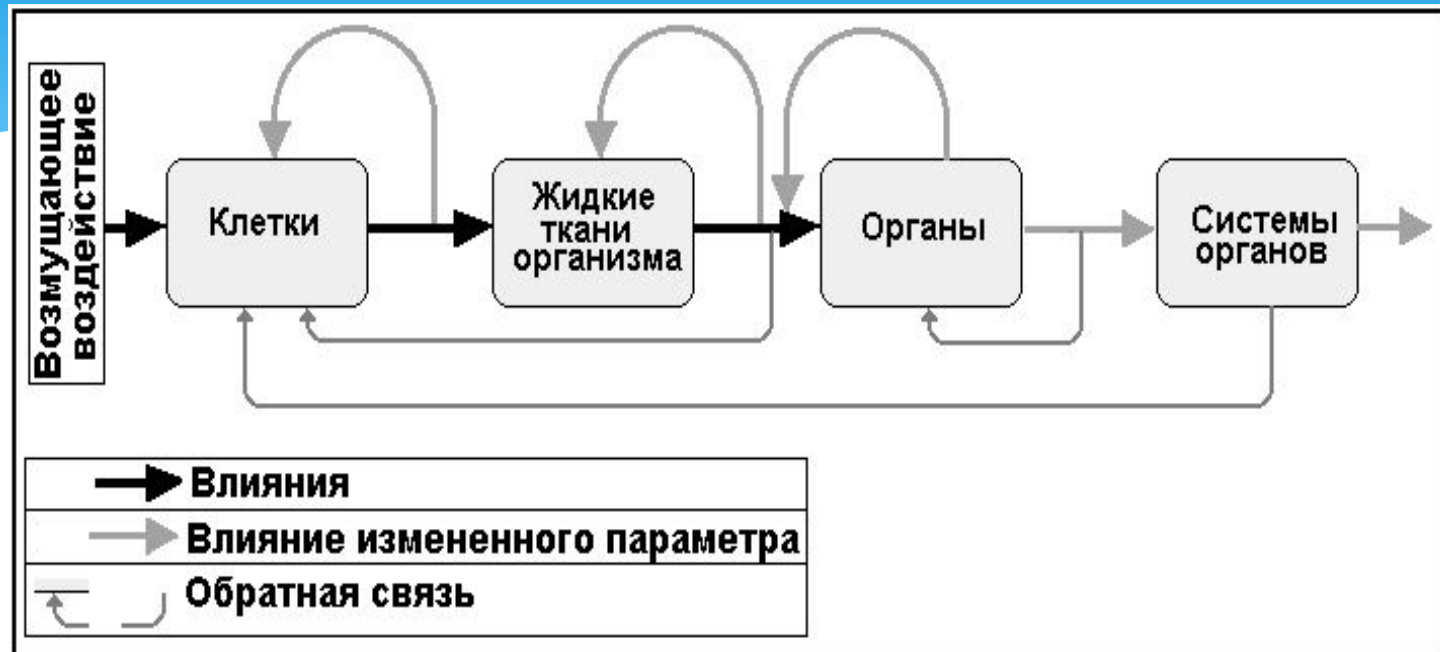 Возмущающее
воздействие
Клетки
Жидкие
ткани
организма
Органы
Системы
органов
Влияния
Влияние измененного параметра
Обратная связь